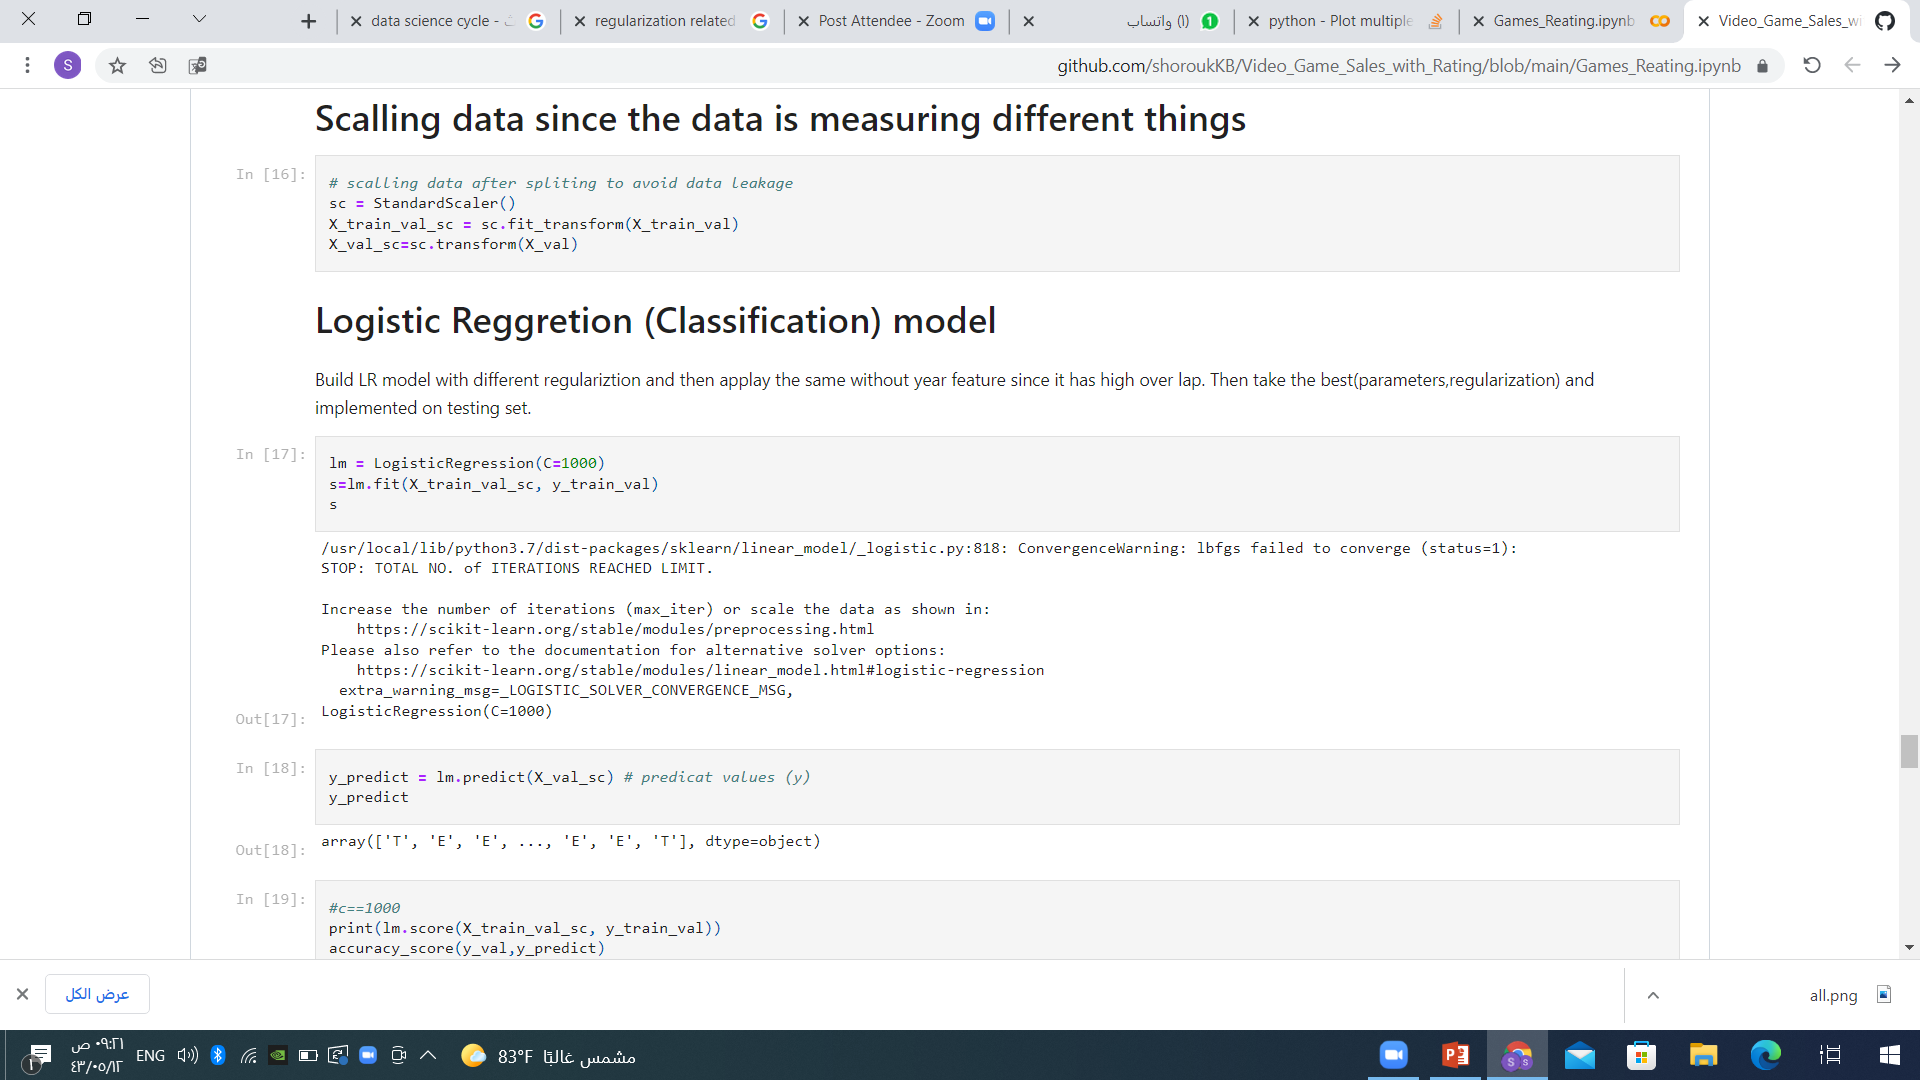 data science cycle -
regularization related
Post Attendee - Zoom
(١) واتساب
python - Plot multiple
Games_Reating.ipynb
Video_Game_Sales_wi
S
github.com/shoroukKB/Video_Game_Sales_with_Rating/blob/main/Games_Reating.ipynb
Scalling data since the data is measuring different things
In [16]:
# scalling data after spliting to avoid data leakage
sc = StandardScaler()
X_train_val_sc = sc.fit_transform(X_train_val)
X_val_sc=sc.transform(X_val)
Logistic Reggretion (Classification) model
Build LR model with different regulariztion and then applay the same without year feature since it has high over lap. Then take the best(parameters,regularization) and
implemented on testing set.
In [17]:
lm = LogisticRegression(C=1000)
s=lm.fit(X_train_val_sc, y_train_val)
s
/usr/local/lib/python3.7/dist-packages/sklearn/linear_model/_logistic.py:818: ConvergenceWarning: lbfgs failed to converge (status=1):
STOP: TOTAL NO. of ITERATIONS REACHED LIMIT.
Increase the number of iterations (max_iter) or scale the data as shown in:
https://scikit-learn.org/stable/modules/preprocessing.html
Please also refer to the documentation for alternative solver options:
https://scikit-learn.org/stable/modules/linear_model.html#logistic-regression
extra_warning_msg=_LOGISTIC_SOLVER_CONVERGENCE_MSG,
Out[17]:
LogisticRegression(C=1000)
In [18]:
y_predict = lm.predict(X_val_sc) # predicat values (y)
y_predict
Out[18]:
array(['T', 'E', 'E', ..., 'E', 'E', 'T'], dtype=object)
In [19]:
#c==1000
print(lm.score(X_train_val_sc, y_train_val))
accuracy_score(y_val,y_predict)
عرض الكل
all.png
٠٩:٢١ ص
٤٣/٠٥/١٢
ENG
83°F مشمس غالبًا